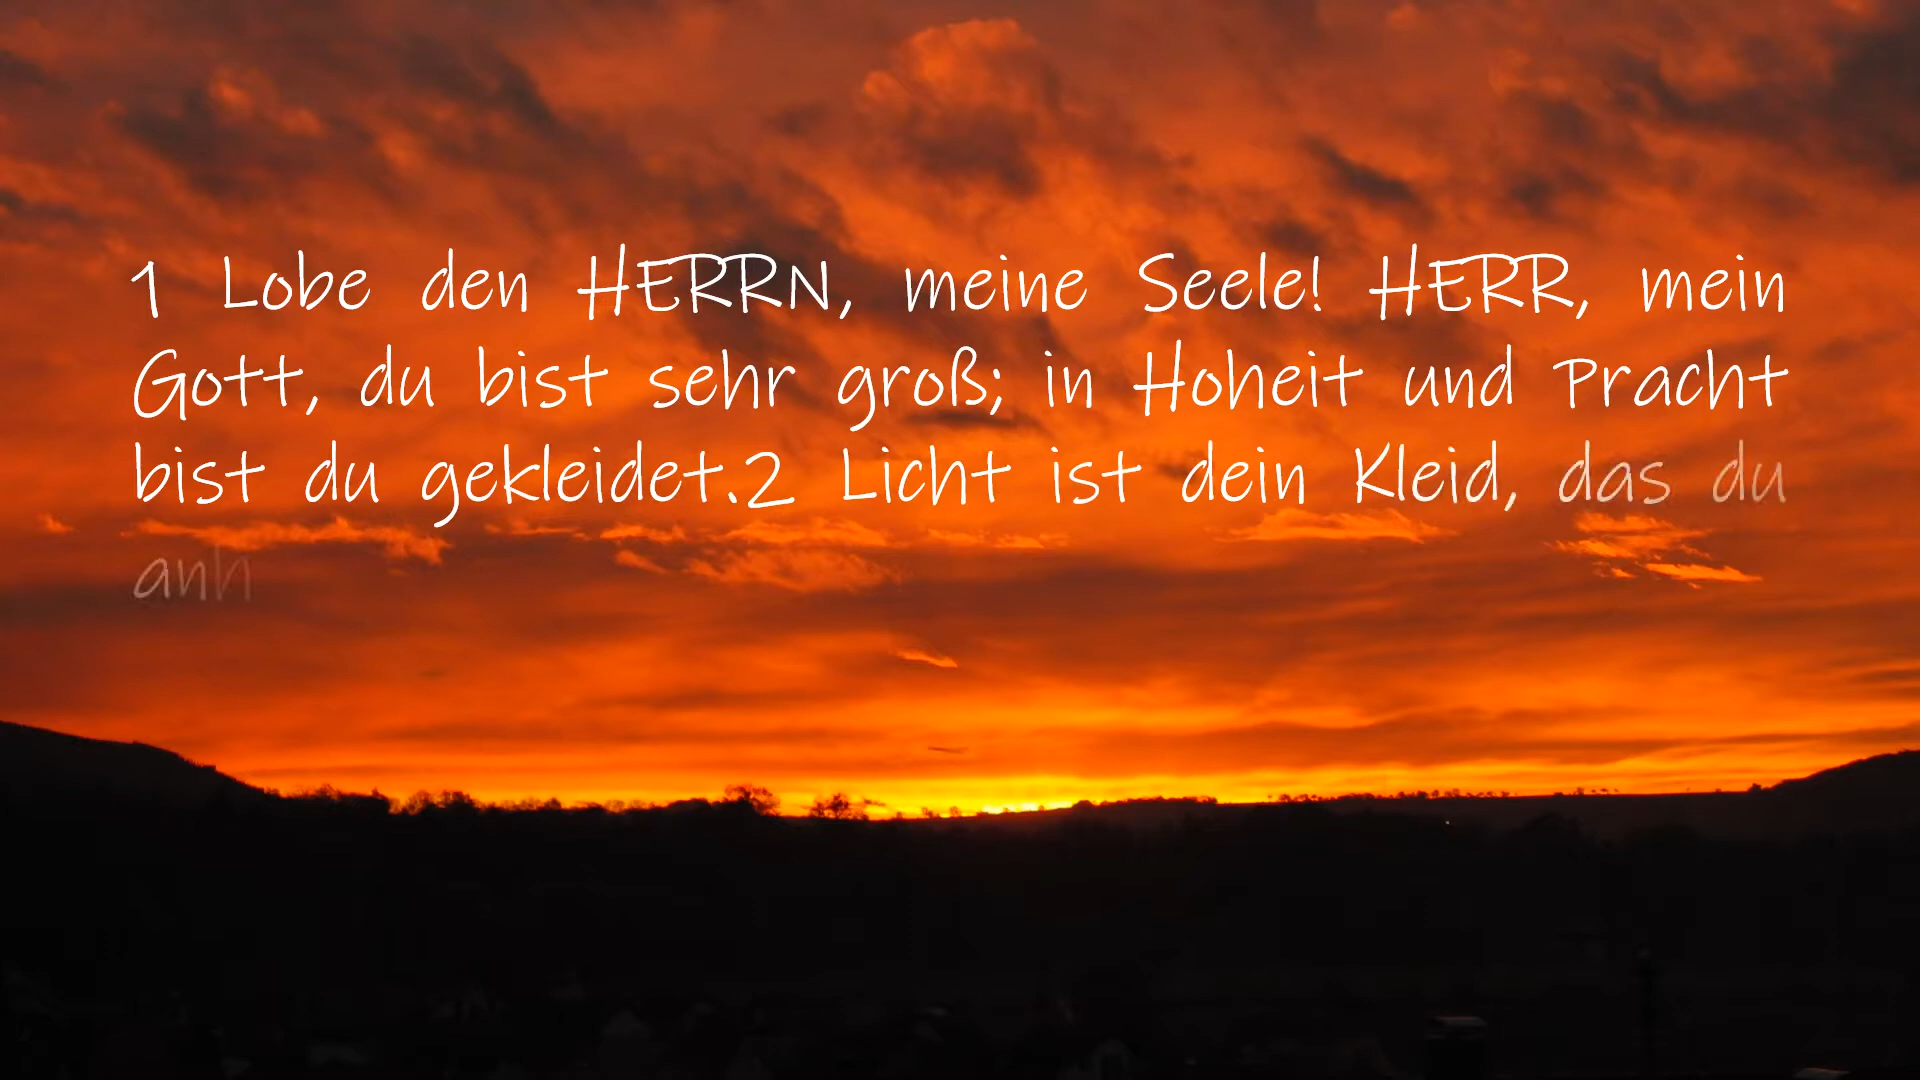 1 Lobe den HERRN, meine Seele! HERR, mein
Gott, du bist sehr groß; in Hoheit und Pracht
bist du gekleidet.2 Licht ist dein Kleid, das du
anh